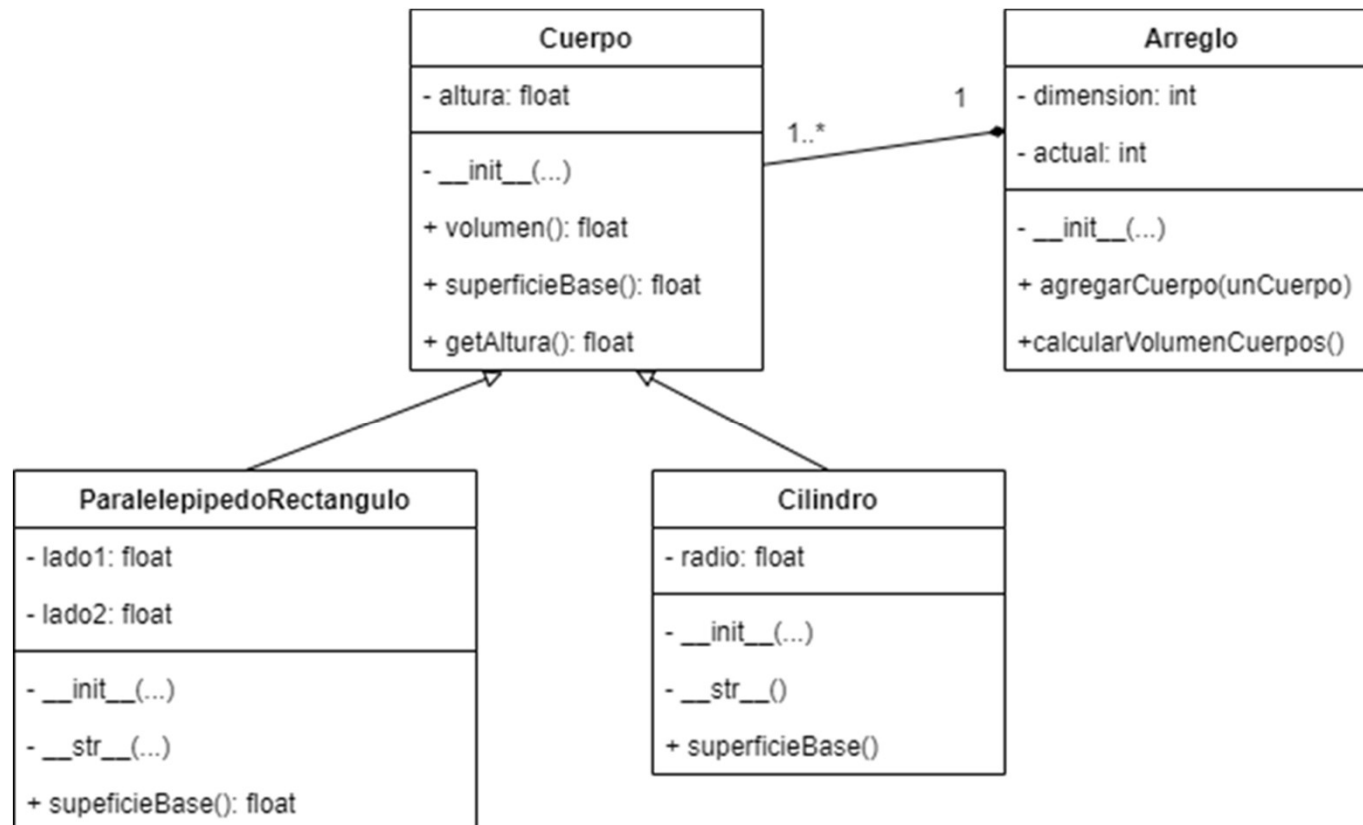 Cuerpo
- altura: float
- __init__(...)
+ volumen(): float
+ superficieBase(): float
+ getAltura(): float
1..*
1
Arreglo
- dimension: int
- actual: int
- __init__(...)
+ agregarCuerpo(unCuerpo)
+calcularVolumenCuerpos()
ParalelepipedoRectangulo
- lado1: float
- lado2: float
- __init__(...)
- __str__(...)
+ supeficieBase(): float
Cilindro
- radio: float
- __init__(...)
- __str__()
+ superficieBase()